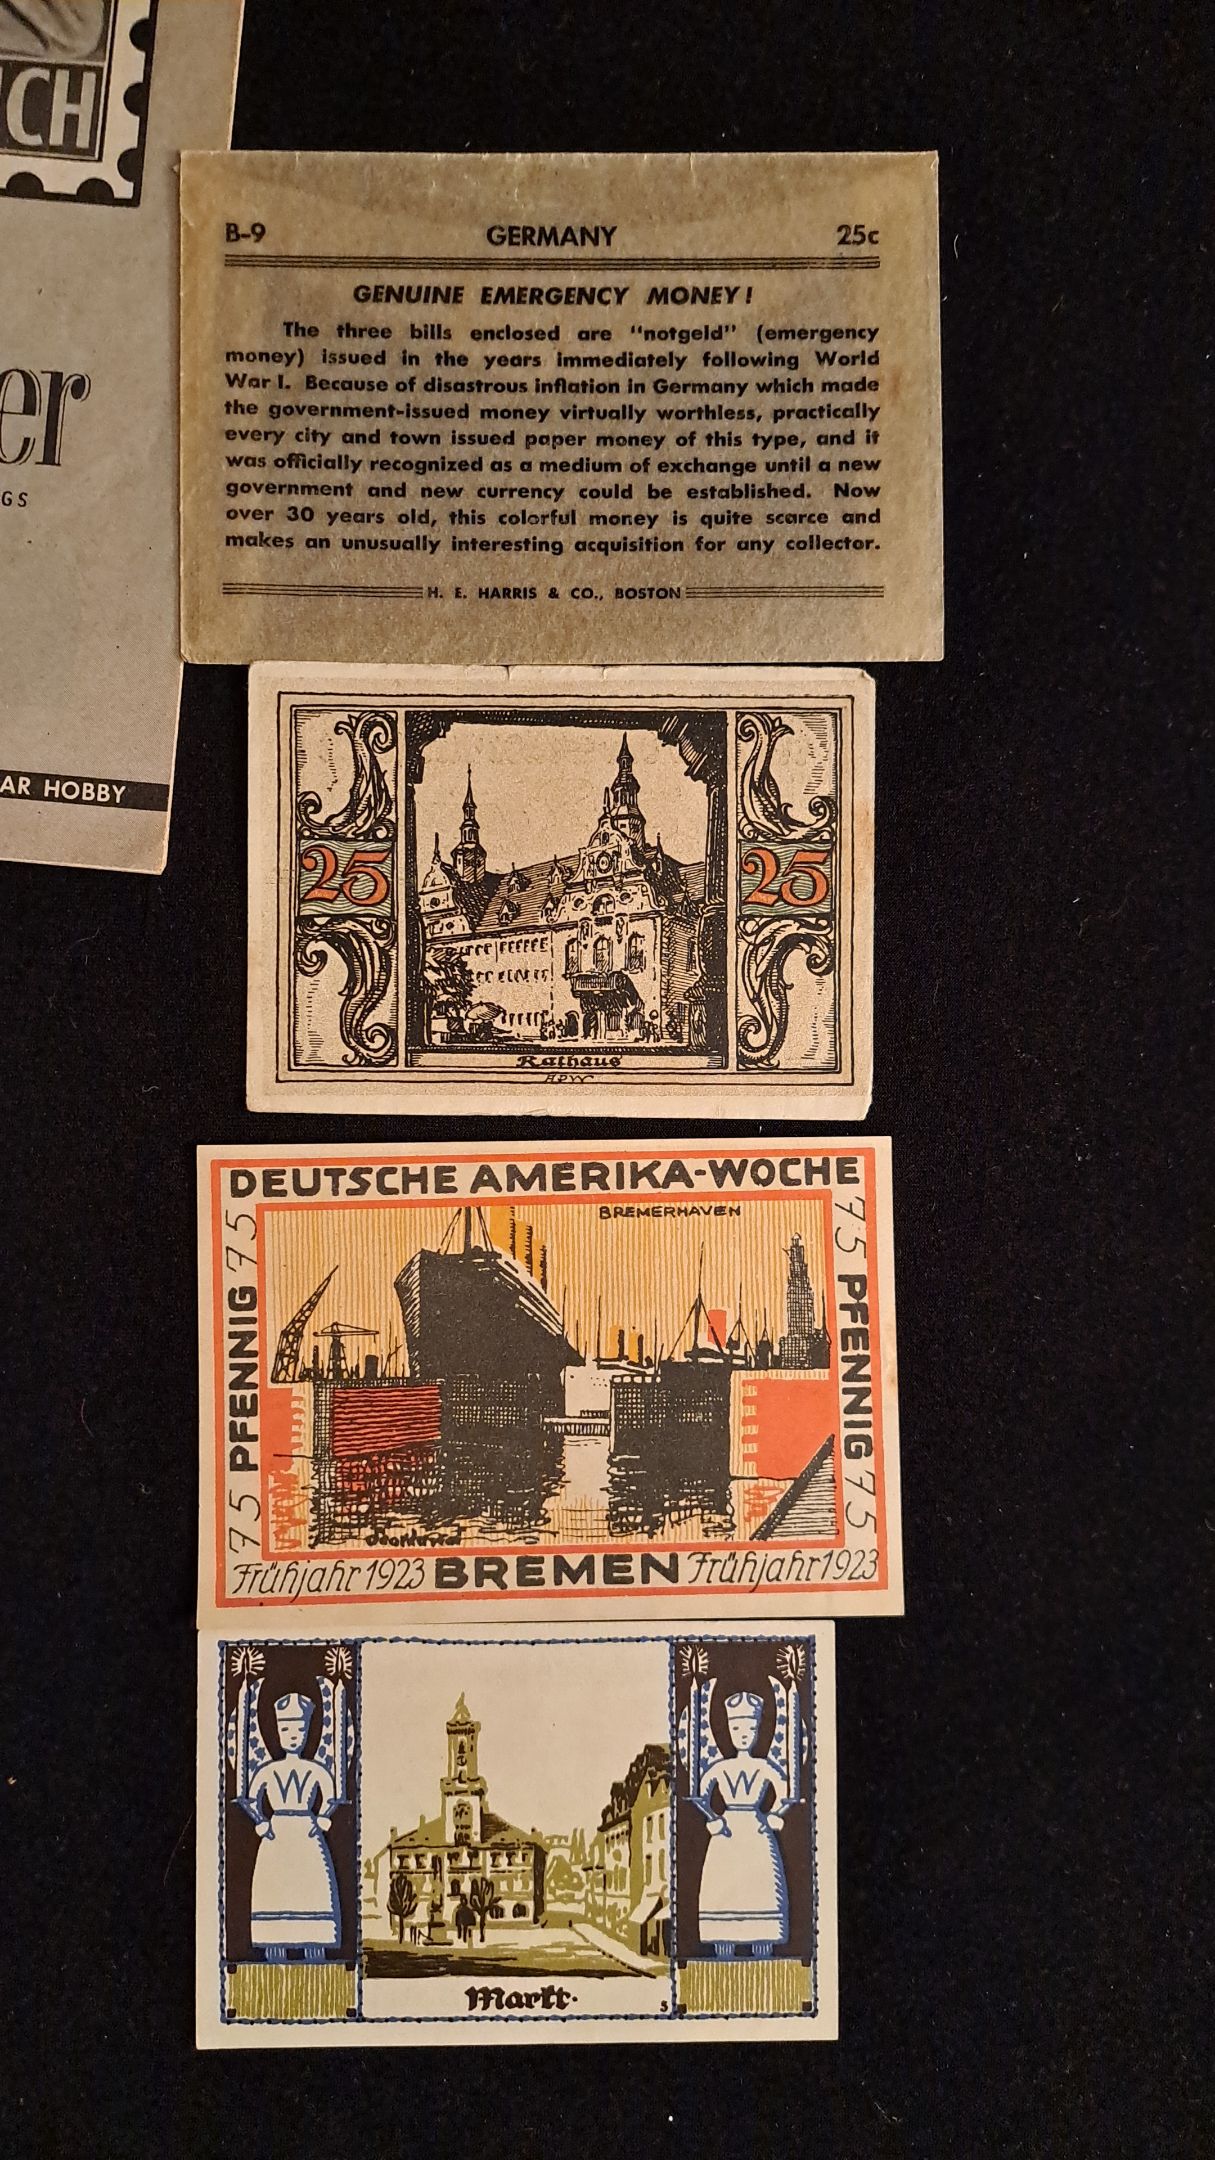 CH
er
GS
AR HOBBY
B-9 GERMANY 25c
GENUINE EMERGENCY MONEY!
The three bills enclosed are "notgeld" (emergency
money) issued in the years immediately following World
War I. Because of disastrous inflation in Germany which made
the government-issued money virtually worthless, practically
every city and town issued paper money of this type, and it
was officially recognized as a medium of exchange until a new
government and new currency could be established. Now
over 30 years old, this colorful money is quite scarce and
makes an unusually interesting acquisition for any collector.
H. E. HARRIS & CO., BOSTON
25 25
Rathaus
DEUTSCHE AMERIKA-WOCHE
BREMERHAVEN
75 PFENNIG 75
75 PFENNIG 75
Frühjahr 1923 BREMEN Frühjahr 1923
W W
Markt.
S